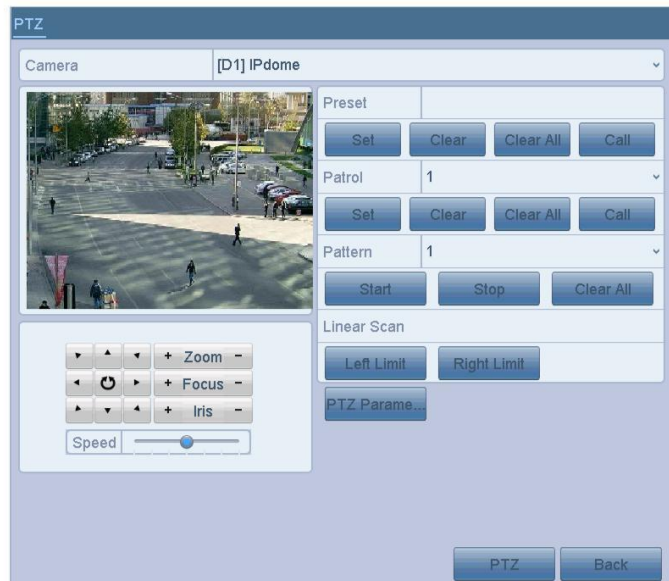 PTZ
Camera [D1] IPdome
Preset
Set Clear Clear All Call
Patrol 1
Set Clear Clear All Call
Pattern 1
Start Stop Clear All
Linear Scan
Left Limit Right Limit
PTZ Parame...
+ Zoom -
+ Focus -
+ Iris -
Speed
PTZ Back